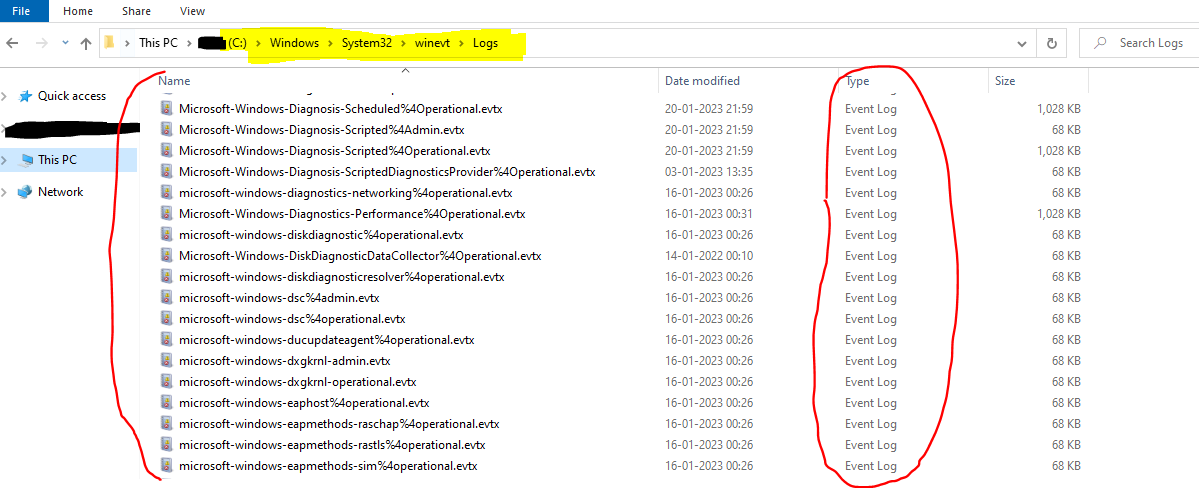 File Home Share View
This PC (C:) Windows System32 winevt Logs Search Logs
Name Date modified Type Size
Quick access
This PC
Network
Microsoft-Windows-Diagnosis-Scheduled%4Operational.evtx 20-01-2023 21:59 Event Log 1,028 KB
Microsoft-Windows-Diagnosis-Scripted%4Admin.evtx 20-01-2023 21:59 Event Log 68 KB
Microsoft-Windows-Diagnosis-Scripted%4Operational.evtx 20-01-2023 21:59 Event Log 1,028 KB
Microsoft-Windows-Diagnosis-ScriptedDiagnosticsProvider%4Operational.evtx 03-01-2023 13:35 Event Log 68 KB
microsoft-windows-diagnostics-networking%4operational.evtx 16-01-2023 00:26 Event Log 68 KB
Microsoft-Windows-Diagnostics-Performance%4Operational.evtx 16-01-2023 00:31 Event Log 1,028 KB
microsoft-windows-diskdiagnostic%4operational.evtx 16-01-2023 00:26 Event Log 68 KB
Microsoft-Windows-DiskDiagnosticDataCollector%4Operational.evtx 14-01-2022 00:10 Event Log 68 KB
microsoft-windows-diskdiagnosticresolver%4operational.evtx 16-01-2023 00:26 Event Log 68 KB
microsoft-windows-dsc%4admin.evtx 16-01-2023 00:26 Event Log 68 KB
microsoft-windows-dsc%4operational.evtx 16-01-2023 00:26 Event Log 68 KB
microsoft-windows-ducupdateagent%4operational.evtx 16-01-2023 00:26 Event Log 68 KB
microsoft-windows-dxgkrnl-admin.evtx 16-01-2023 00:26 Event Log 68 KB
microsoft-windows-dxgkrnl-operational.evtx 16-01-2023 00:26 Event Log 68 KB
microsoft-windows-eaphost%4operational.evtx 16-01-2023 00:26 Event Log 68 KB
microsoft-windows-eapmethods-raschap%4operational.evtx 16-01-2023 00:26 Event Log 68 KB
microsoft-windows-eapmethods-rastls%4operational.evtx 16-01-2023 00:26 Event Log 68 KB
microsoft-windows-eapmethods-sim%4operational.evtx 16-01-2023 00:26 Event Log 68 KB